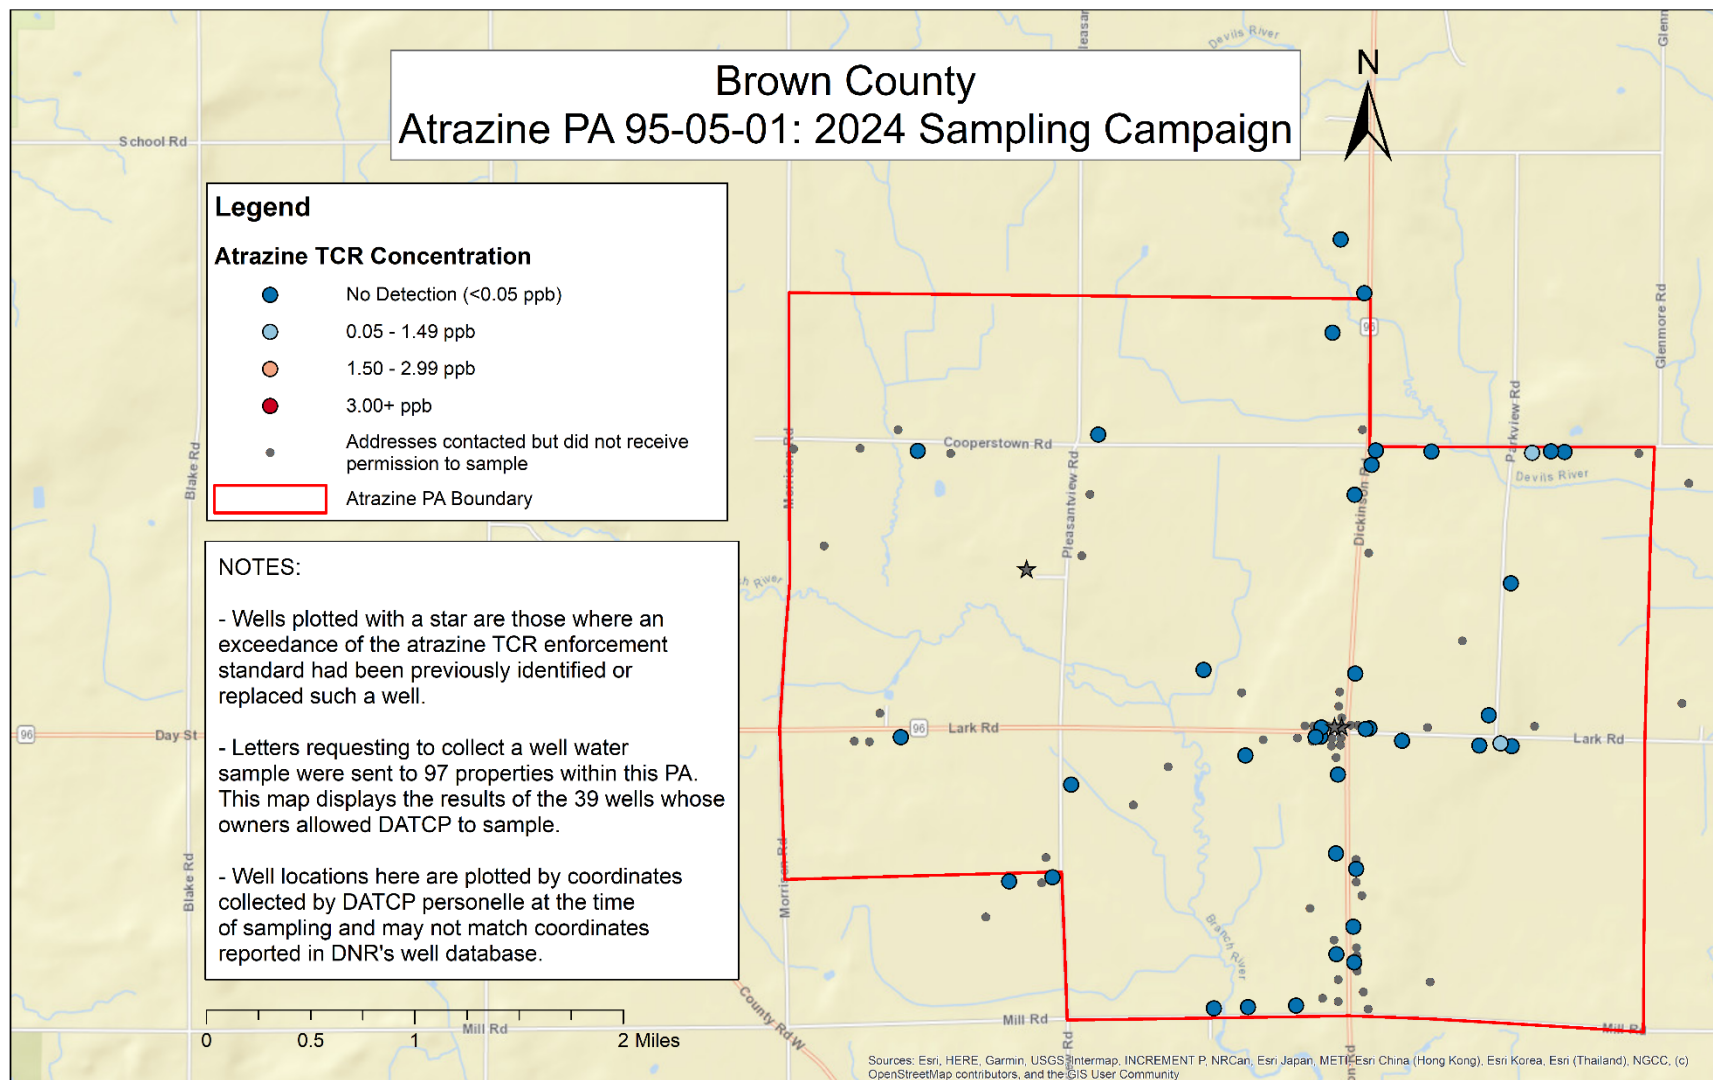 Brown County
Atrazine PA 95-05-01: 2024 Sampling Campaign
N
Devils River
Glenmore Rd
School Rd
Legend
Atrazine TCR Concentration
No Detection (<0.05 ppb)
0.05 - 1.49 ppb
1.50 - 2.99 ppb
3.00+ ppb
Addresses contacted but did not receive
permission to sample
Atrazine PA Boundary
96
Parkview Rd
Cooperstown Rd
Morrison Rd
Blake Rd
Pleasantview Rd
Dickinson Rd
Devils River
NOTES:
- Wells plotted with a star are those where an
exceedance of the atrazine TCR enforcement
standard had been previously identified or
replaced such a well.
- Letters requesting to collect a well water
sample were sent to 97 properties within this PA.
This map displays the results of the 39 wells whose
owners allowed DATCP to sample.
- Well locations here are plotted by coordinates
collected by DATCP personelle at the time
of sampling and may not match coordinates
reported in DNR's well database.
River
96
Day St
96
Lark Rd
Lark Rd
Blake Rd
Morrison Rd
Branch River
County Rd W
Mill Rd
Mill Rd
Mill Rd
0 0.5 1 2 Miles
Sources: Esri, HERE, Garmin, USGS, Intermap, INCREMENT P, NRCan, Esri Japan, METI, Esri China (Hong Kong), Esri Korea, Esri (Thailand), NGCC, (c)
OpenStreetMap contributors, and the GIS User Community